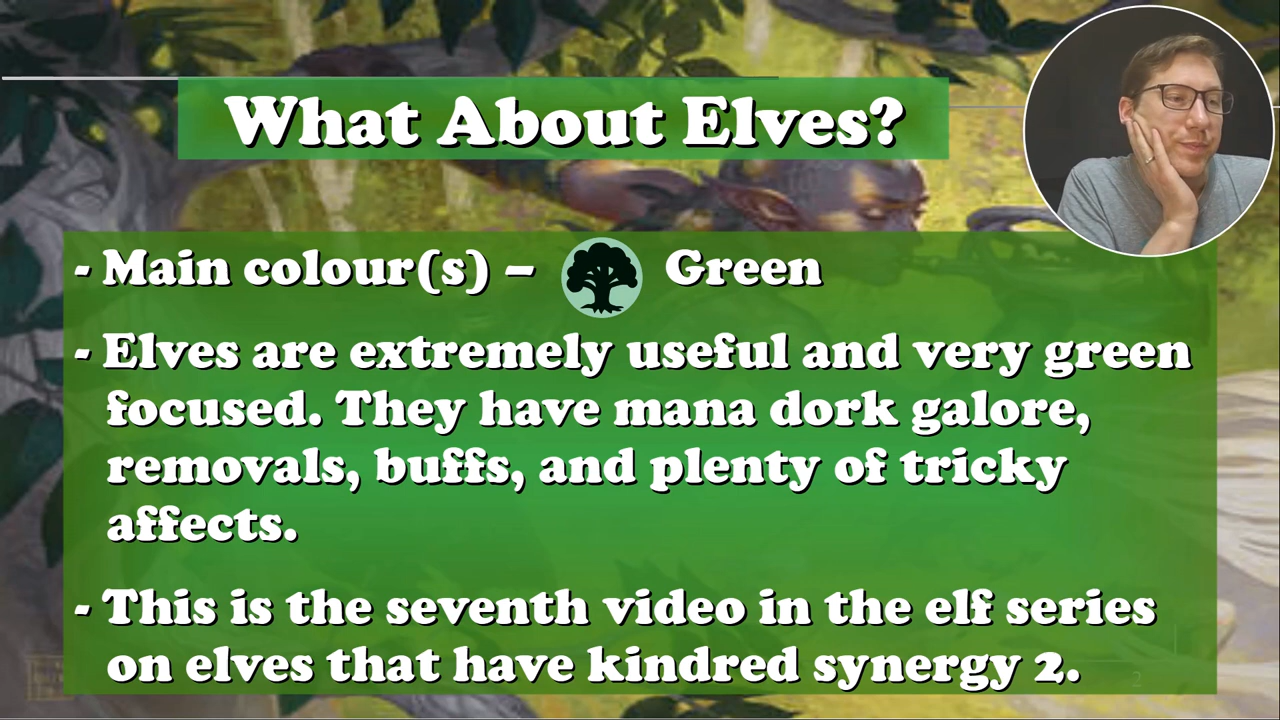 What About Elves?
- Main colour(s) – Green
- Elves are extremely useful and very green
focused. They have mana dork galore,
removals, buffs, and plenty of tricky
affects.
- This is the seventh video in the elf series
on elves that have kindred synergy 2.
2